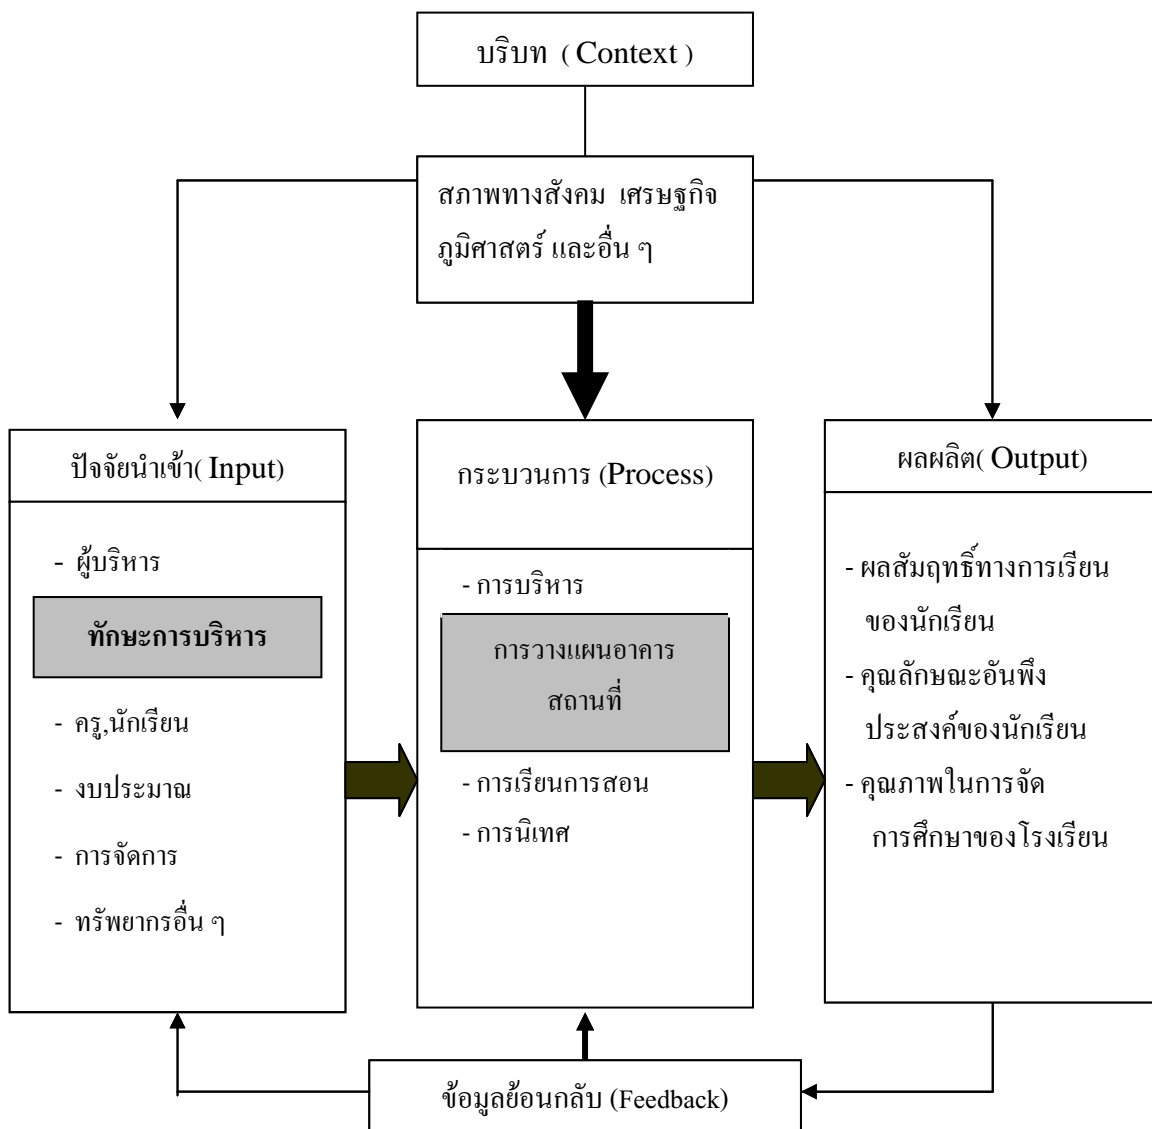 บริบท ( Context )
สภาพทางสังคม เศรษฐกิจ
ภูมิศาสตร์ และอื่น ๆ
ปัจจัยนำเข้า( Input)
- ผู้บริหาร
ทักษะการบริหาร
- ครู,นักเรียน
- งบประมาณ
- การจัดการ
- ทรัพยากรอื่น ๆ
กระบวนการ (Process)
- การบริหาร
การวางแผนอาคาร
สถานที่
- การเรียนการสอน
- การนิเทศ
ผลผลิต( Output)
- ผลสัมฤทธิ์ทางการเรียน
ของนักเรียน
- คุณลักษณะอันพึง
ประสงค์ของนักเรียน
- คุณภาพในการจัด
การศึกษาของโรงเรียน
ข้อมูลย้อนกลับ (Feedback)